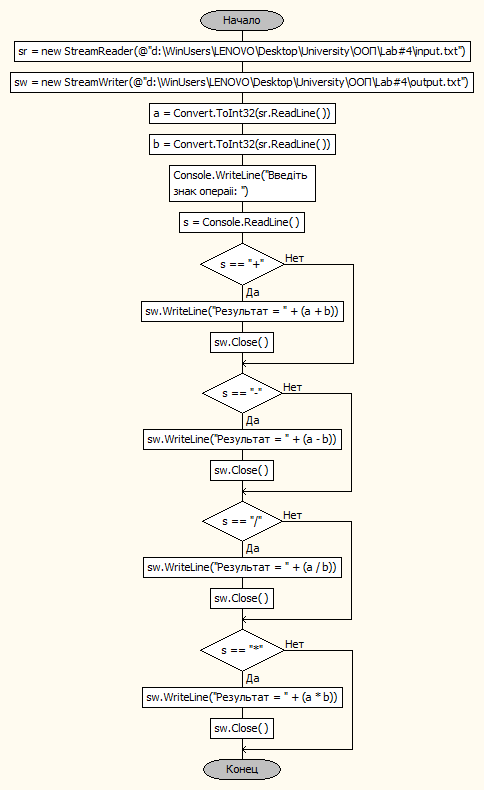 Начало
sr = new StreamReader(@"d:\WinUsers\LENOVO\Desktop\University\ООП\Lab#4\input.txt")
sw = new StreamWriter(@"d:\WinUsers\LENOVO\Desktop\University\ООП\Lab#4\output.txt")
a = Convert.ToInt32(sr.ReadLine())
b = Convert.ToInt32(sr.ReadLine())
Console.WriteLine("Введіть
знак операії: ")
s = Console.ReadLine()
s == "+"
Нет
Да
sw.WriteLine("Результат = " + (a + b))
sw.Close()
s == "-"
Нет
Да
sw.WriteLine("Результат = " + (a - b))
sw.Close()
s == "/"
Нет
Да
sw.WriteLine("Результат = " + (a / b))
sw.Close()
s == "*"
Нет
Да
sw.WriteLine("Результат = " + (a * b))
sw.Close()
Конец